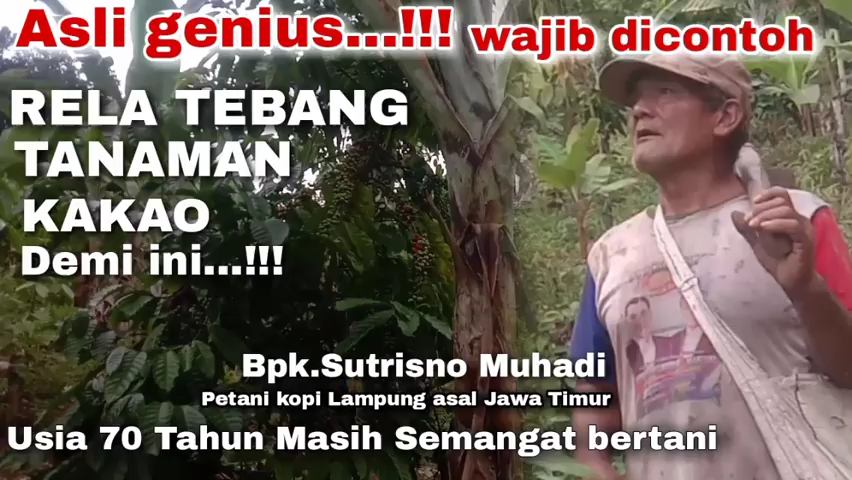 Asli genius...!!! wajib dicontoh
RELA TEBANG
TANAMAN
KAKAO
Demi ini...!!!
Bpk.Sutrisno Muhadi
Petani kopi Lampung asal Jawa Timur
Usia 70 Tahun Masih Semangat bertani